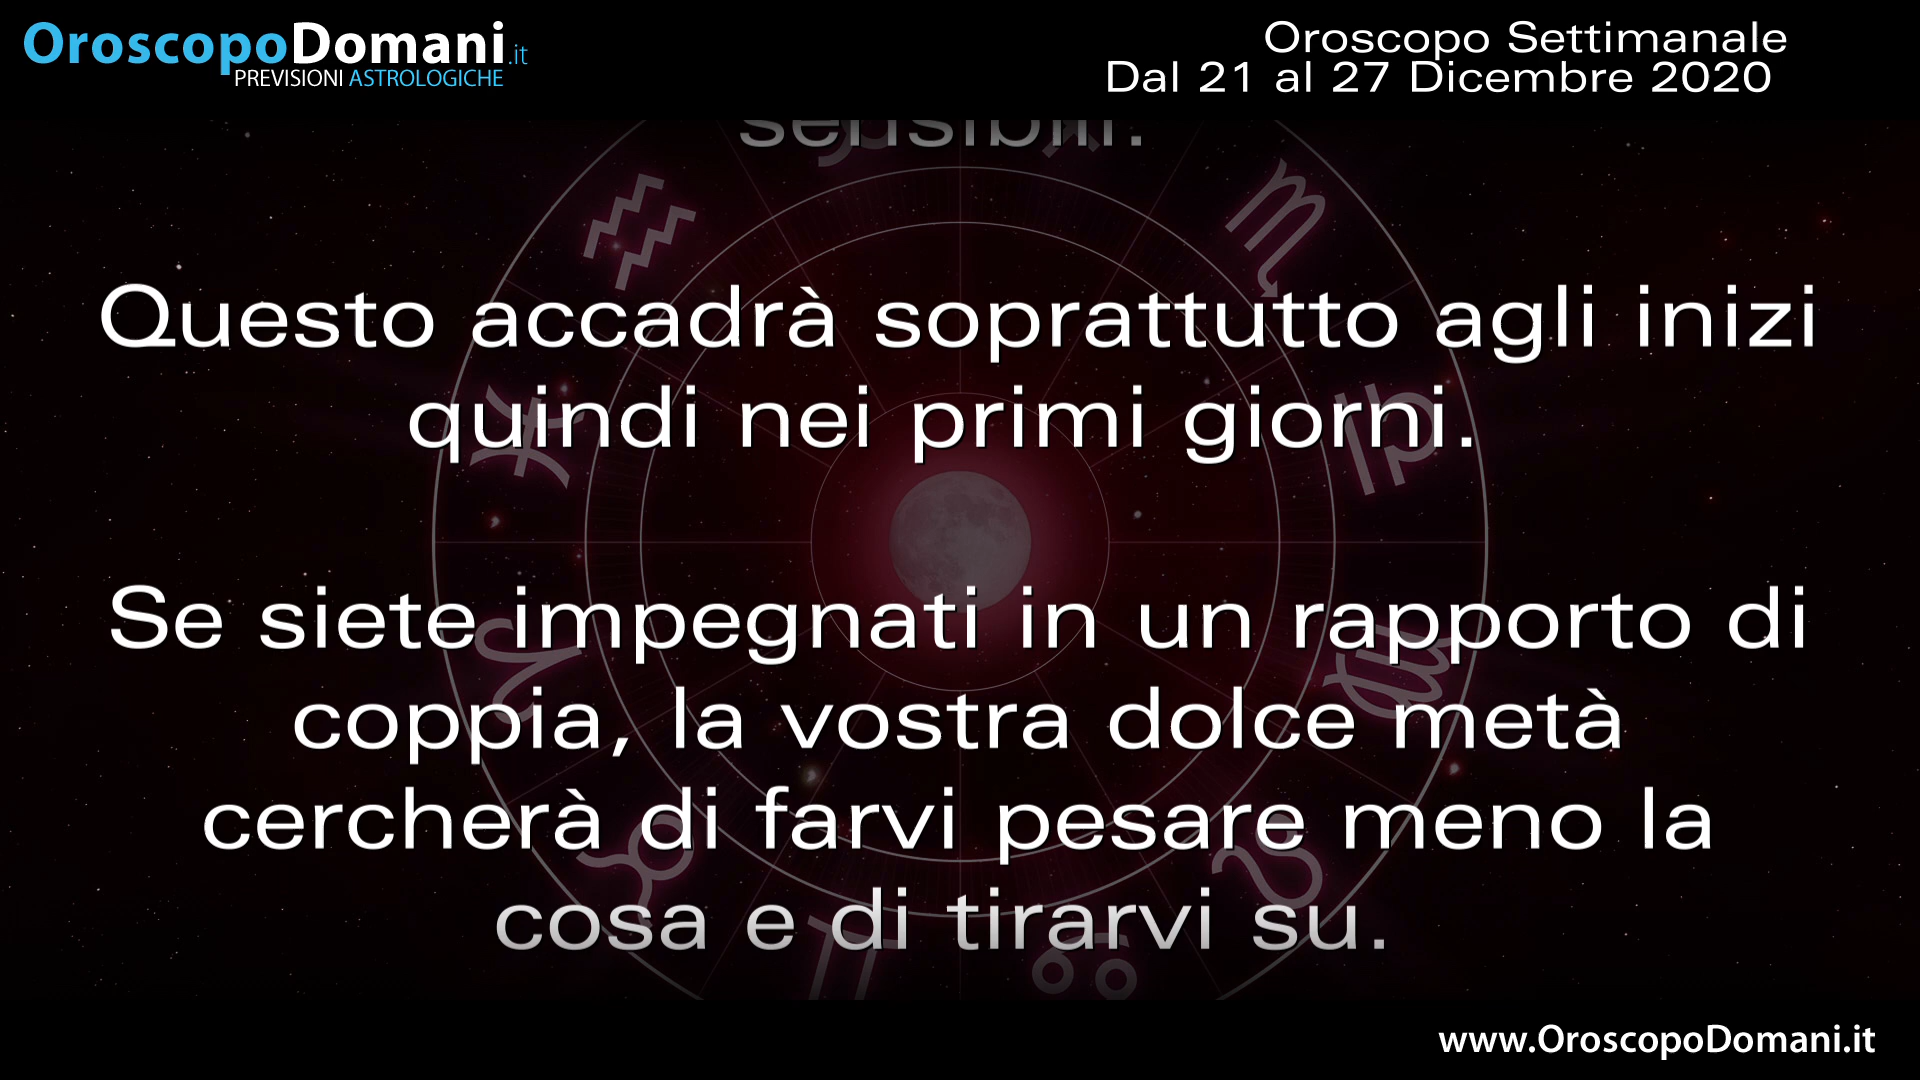 OroscopoDomani.it
PREVISIONI ASTROLOGICHE
Oroscopo Settimanale
Dal 21 al 27 Dicembre 2020
sensibili.
Questo accadrà soprattutto agli inizi
quindi nei primi giorni.
Se siete impegnati in un rapporto di
coppia, la vostra dolce metà
cercherà di farvi pesare meno la
cosa e di tirarvi su.
www.OroscopoDomani.it